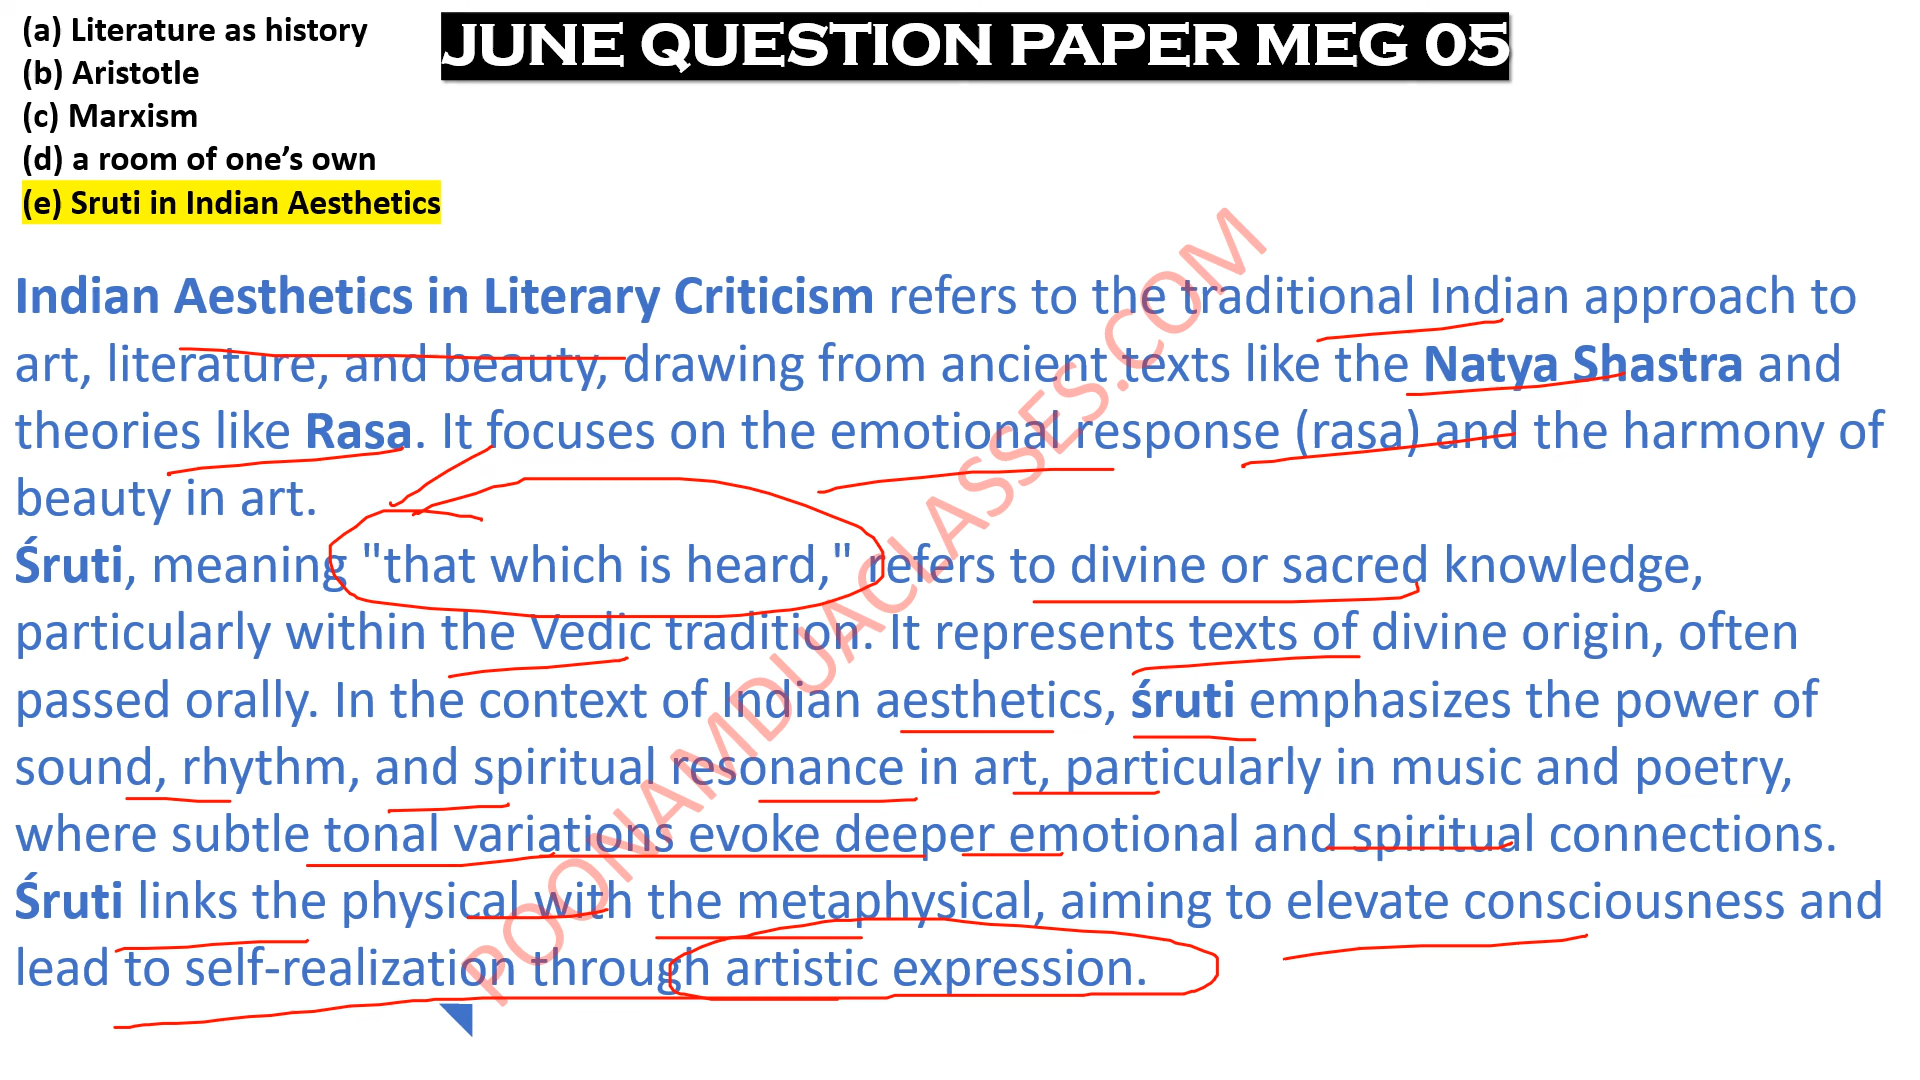 (a) Literature as history
(b) Aristotle
(c) Marxism
(d) a room of one’s own
(e) Sruti in Indian Aesthetics
JUNE QUESTION PAPER MEG 05
Indian Aesthetics in Literary Criticism refers to the traditional Indian approach to
art, literature, and beauty, drawing from ancient texts like the Natya Shastra and
theories like Rasa. It focuses on the emotional response (rasa) and the harmony of
beauty in art.
Śruti, meaning "that which is heard," refers to divine or sacred knowledge,
particularly within the Vedic tradition. It represents texts of divine origin, often
passed orally. In the context of Indian aesthetics, śruti emphasizes the power of
sound, rhythm, and spiritual resonance in art, particularly in music and poetry,
where subtle tonal variations evoke deeper emotional and spiritual connections.
Śruti links the physical with the metaphysical, aiming to elevate consciousness and
lead to self-realization through artistic expression.
POONAMDUACLASSES.COM